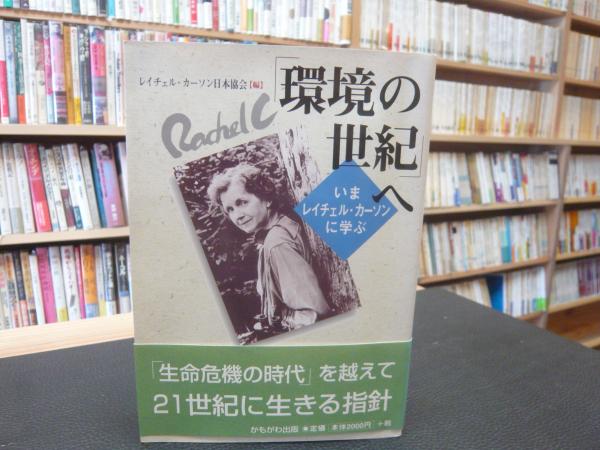 レイチェル・カーソン日本協会【編】
「環境の
世紀」へ
Rachel C
いま
レイチェル・カーソン
に学ぶ
「生命危機の時代」を越えて
21世紀に生きる指針
かもがわ出版 ●定価 本体2000円 +税